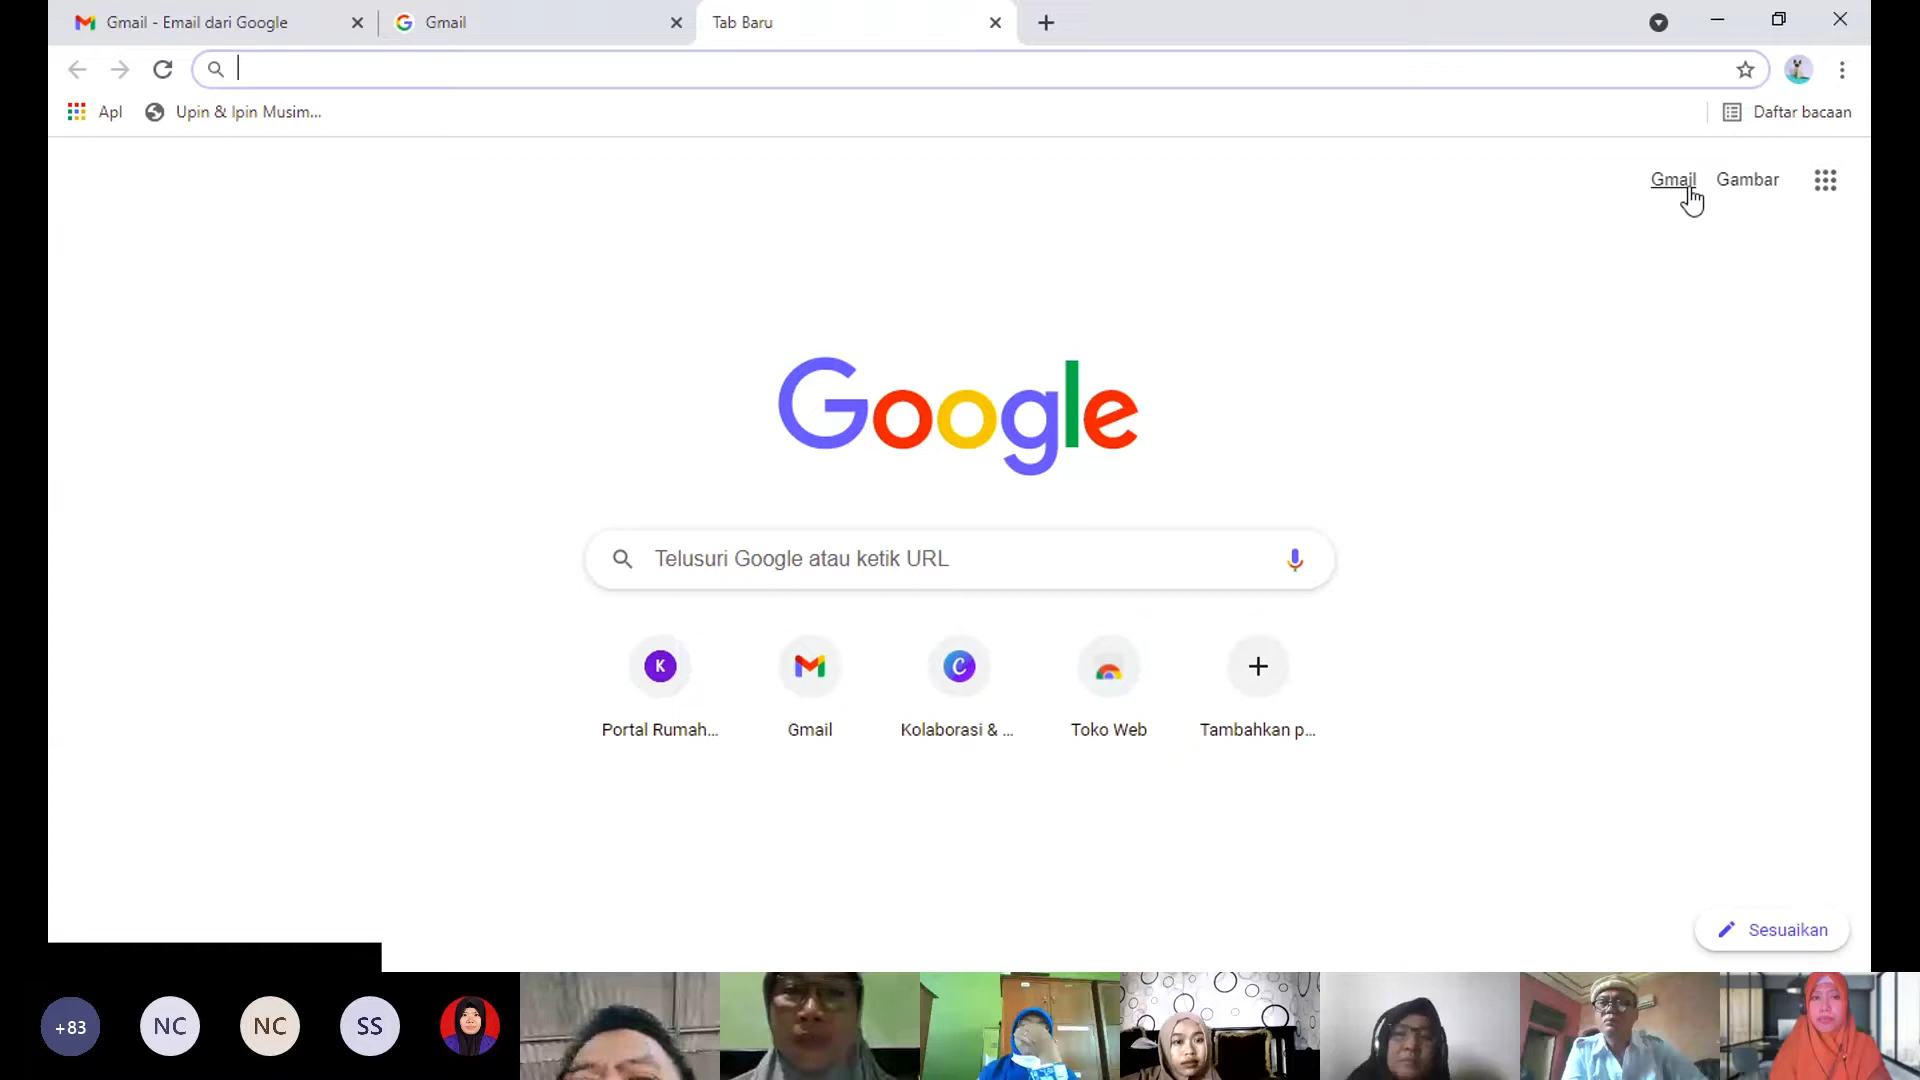 Gmail - Email dari Google
Gmail
Tab Baru
Apl
Upin & Ipin Musim...
Daftar bacaan
Gmail
Gambar
Google
Telusuri Google atau ketik URL
K
C
Portal Rumah...
Gmail
Kolaborasi & ...
Toko Web
Tambahkan p...
Sesuaikan
+83
NC
NC
SS